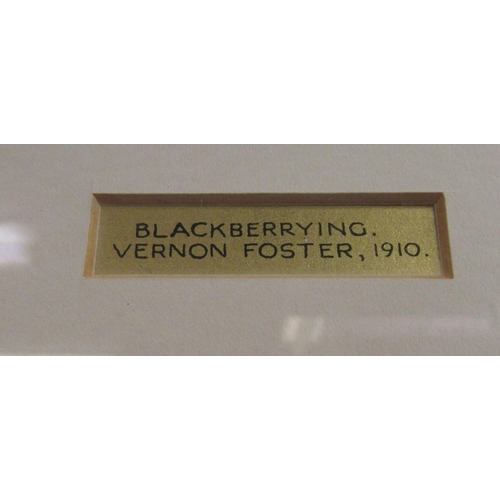 BLACKBERRYING.
VERNON FOSTER, 1910.